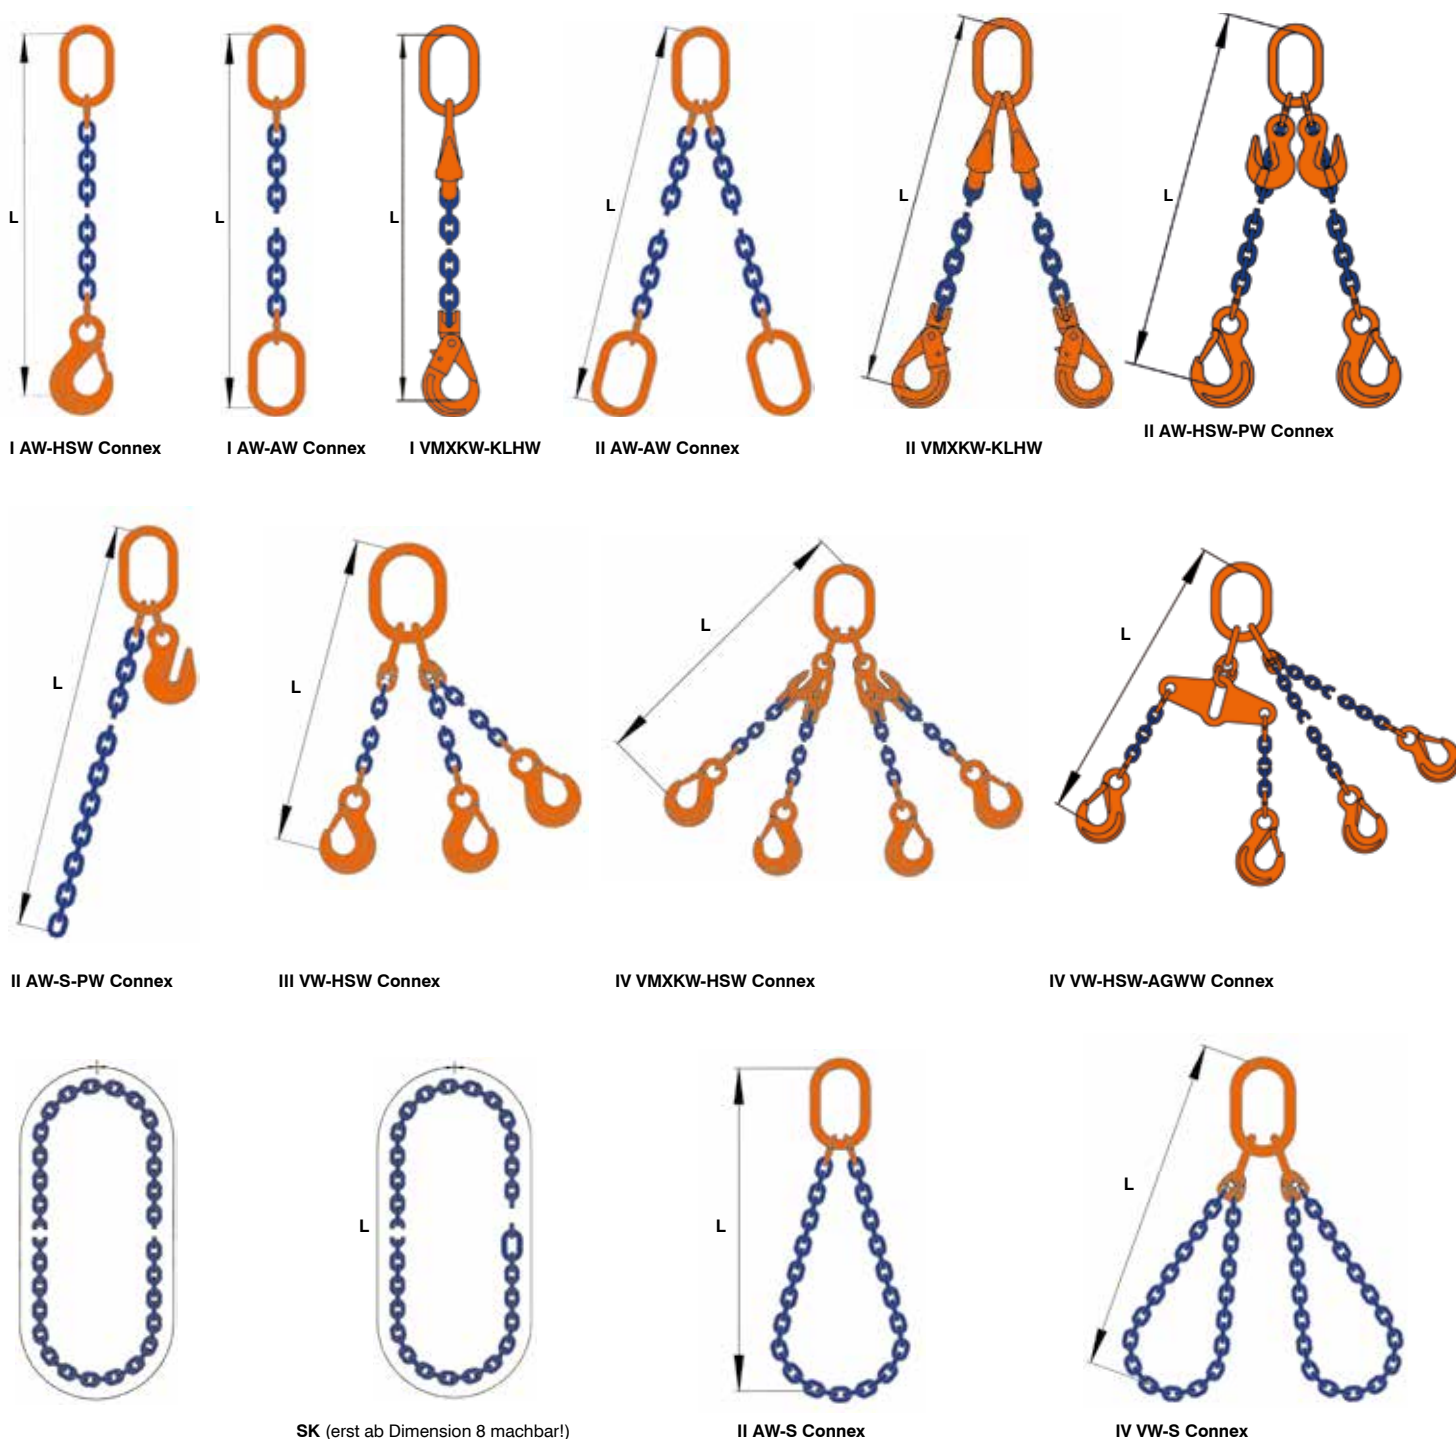 L
L
L
L
L
L
I AW-HSW Connex
I AW-AW Connex
I VMXKW-KLHW
II AW-AW Connex
II VMXKW-KLHW
II AW-HSW-PW Connex
L
L
L
L
II AW-S-PW Connex
III VW-HSW Connex
IV VMXKW-HSW Connex
IV VW-HSW-AGWW Connex
L
L
L
SK (erst ab Dimension 8 machbar!)
II AW-S Connex
IV VW-S Connex